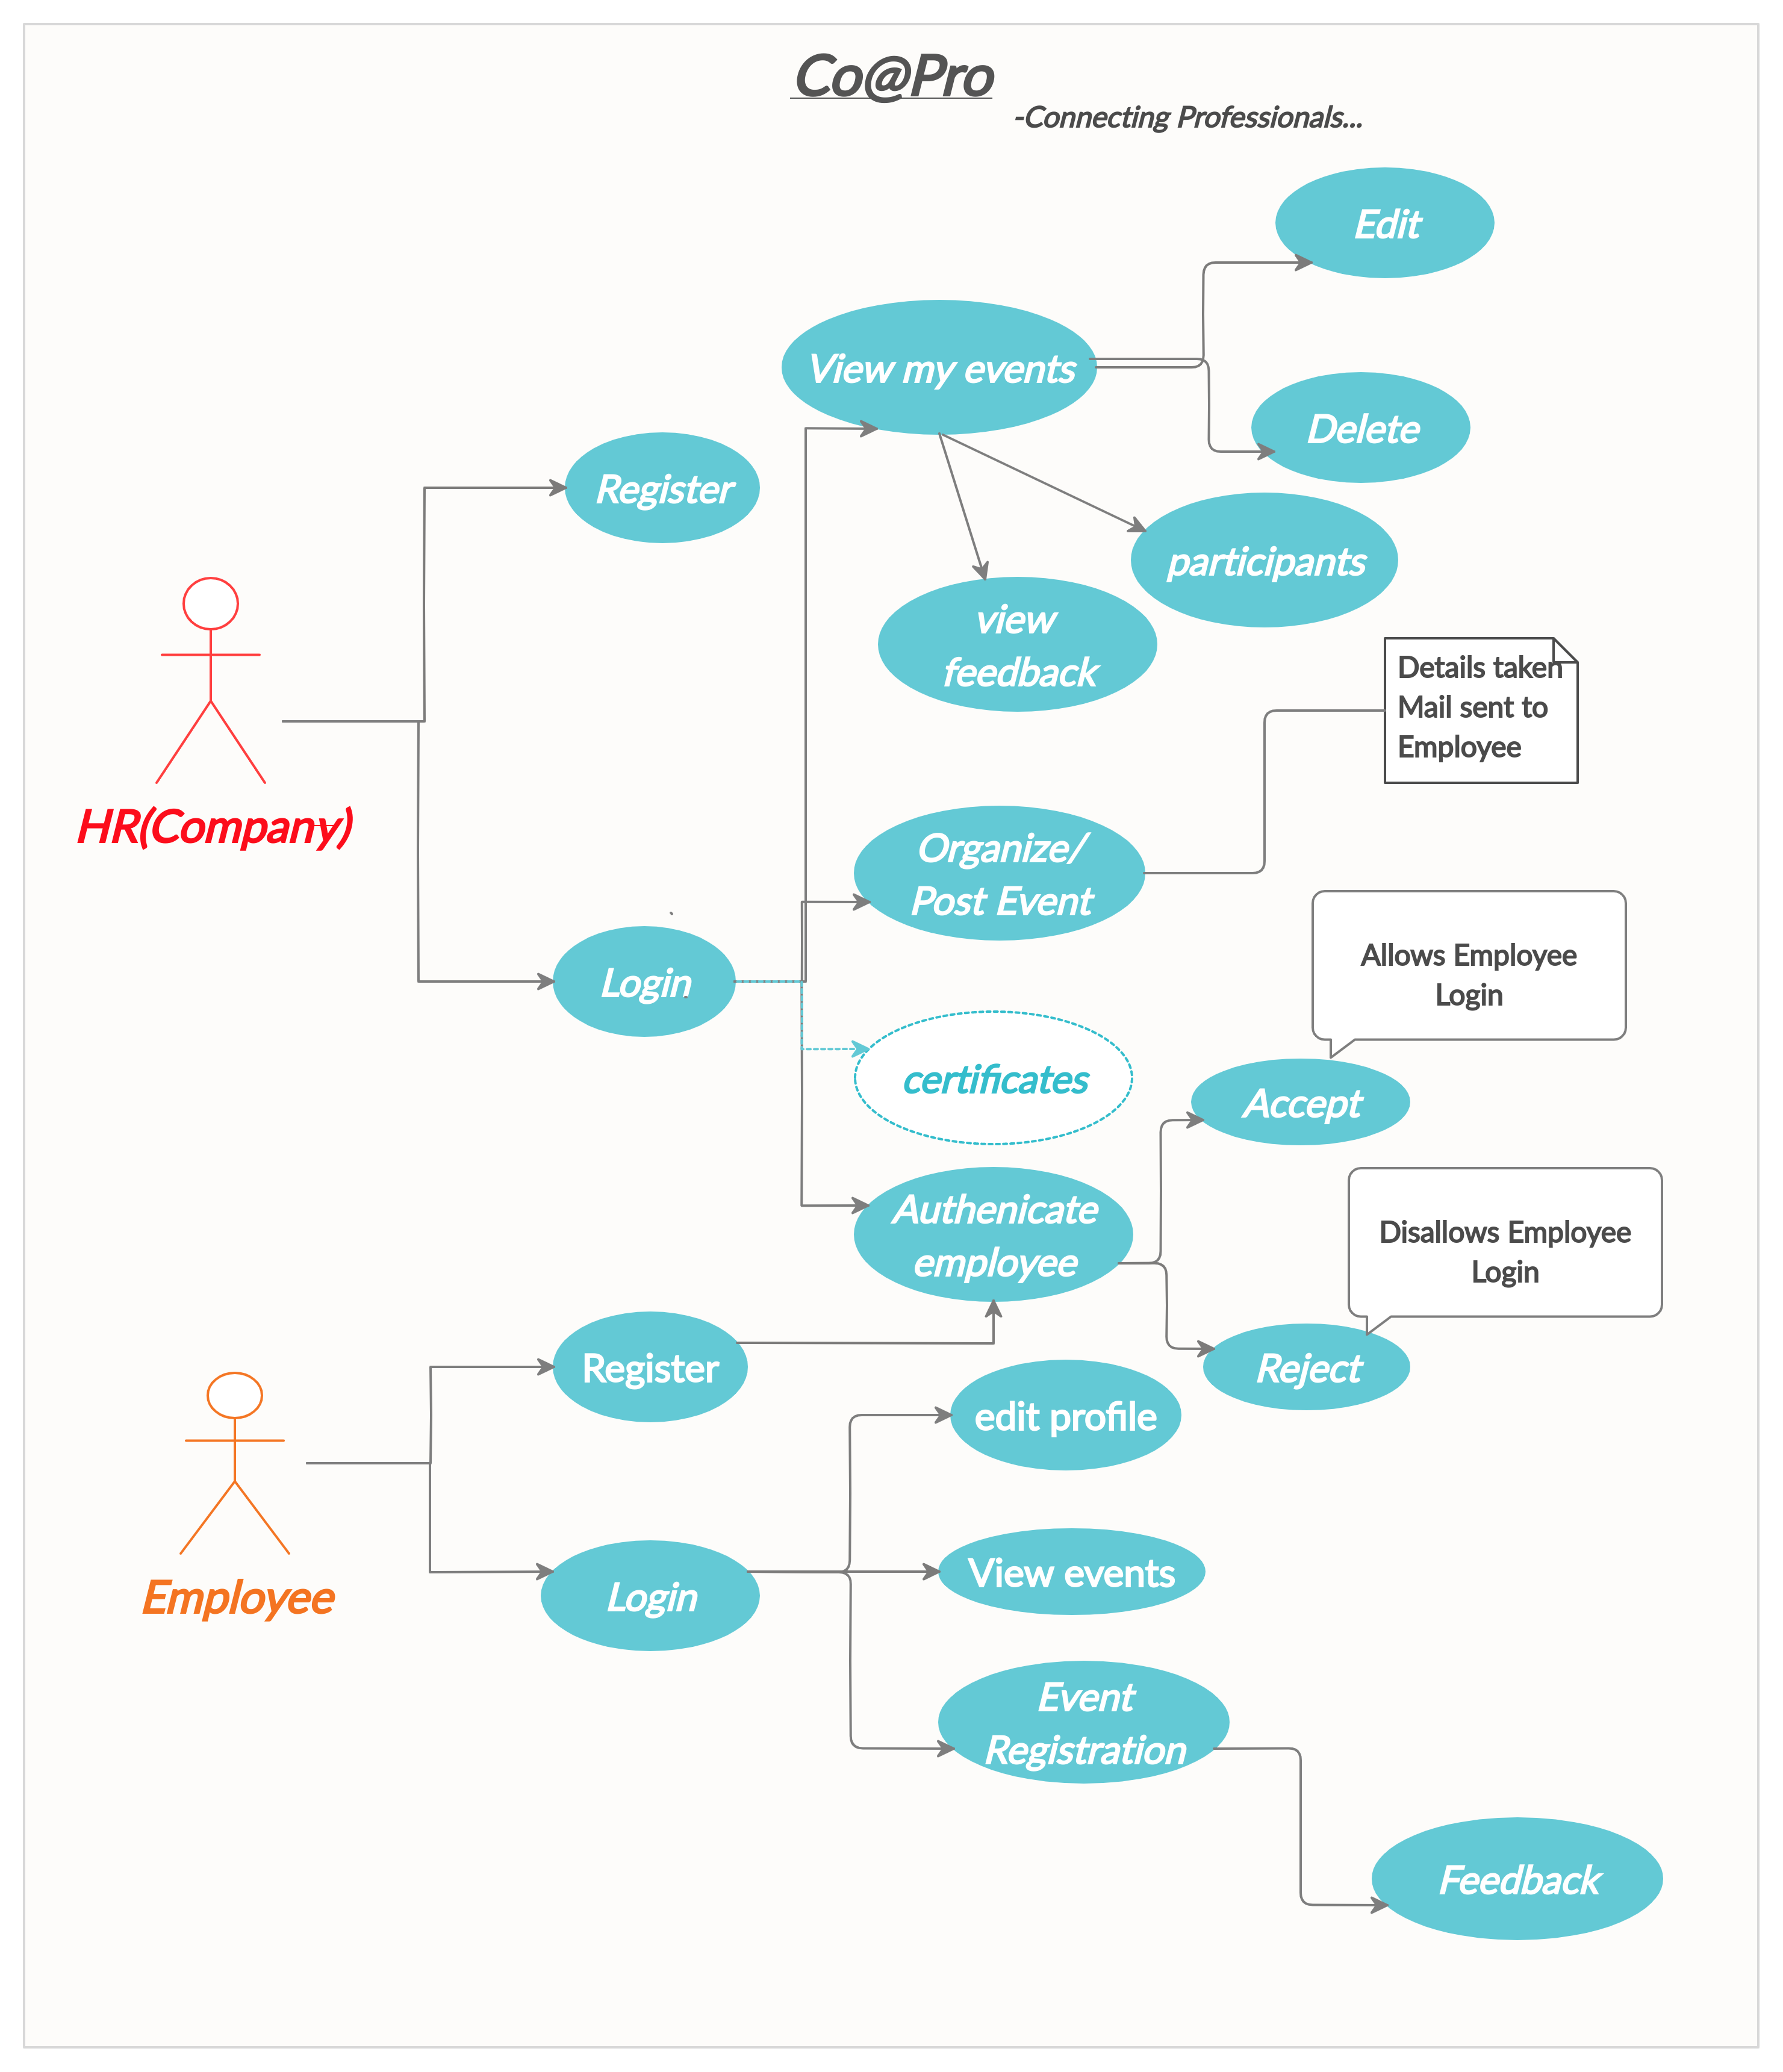 Co@Pro
-Connecting Professionals...
Edit
View my events
Delete
Register
participants
view
feedback
Details taken
Mail sent to
Employee
HR(Company)
Organize/
Post Event
Allows Employee
Login
Login
certificates
Accept
Authenicate
employee
Disallows Employee
Login
Register
Reject
edit profile
View events
Employee
Login
Event
Registration
Feedback